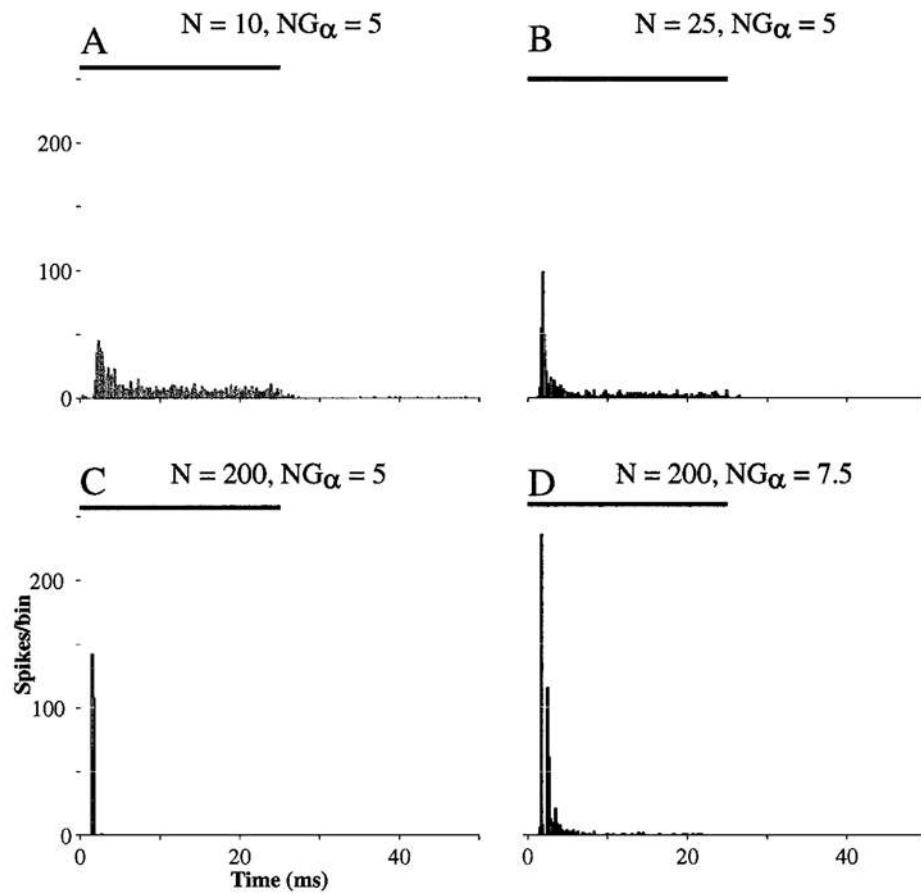 A N = 10, NGα = 5
B N = 25, NGα = 5
200
100
0
C N = 200, NGα = 5
D N = 200, NGα = 7.5
Spikes/bin
200
100
0
0 20 40
0 20 40
Time (ms)